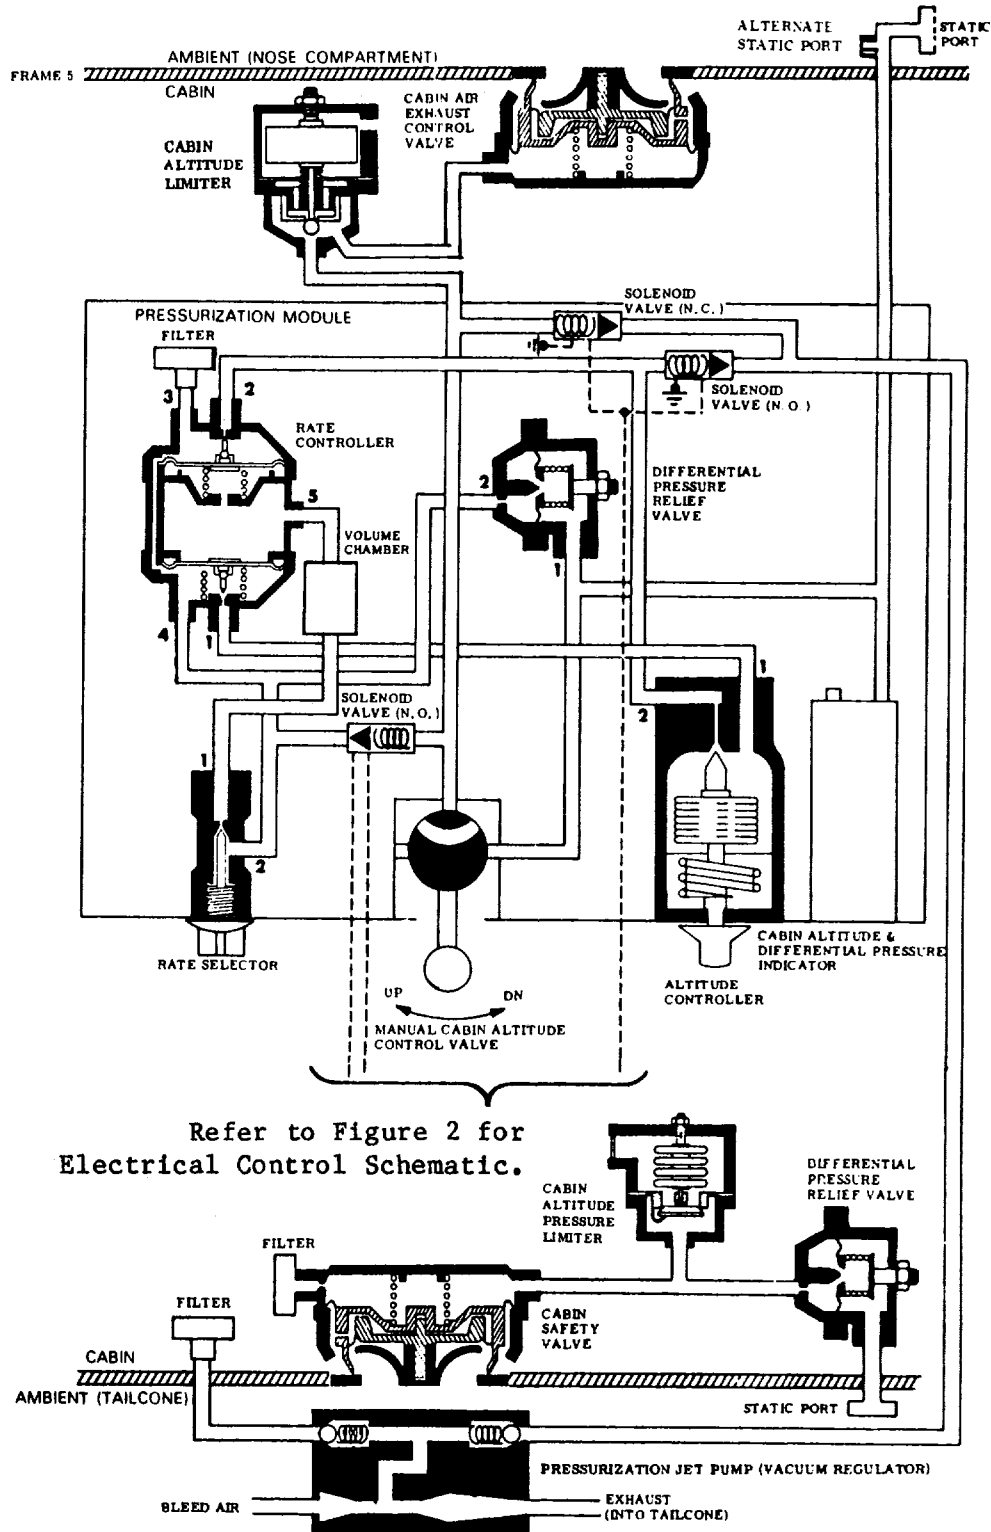 ALTERNATE
STATIC PORT
STATIC
PORT
AMBIENT (NOSE COMPARTMENT)
FRAME 5
CABIN
CABIN AIR
EXHAUST
CONTROL
VALVE
CABIN
ALTITUDE
LIMITER
SOLENOID
VALVE (N.C.)
PRESSURIZATION MODULE
FILTER
3
2
SOLENOID
VALVE (N.O.)
RATE
CONTROLLER
DIFFERENTIAL
PRESSURE
RELIEF
VALVE
2
5
VOLUME
CHAMBER
1
4
1
1
SOLENOID
VALVE (N.O.)
2
1
2
RATE SELECTOR
CABIN ALTITUDE &
DIFFERENTIAL PRESSURE
INDICATOR
ALTITUDE
CONTROLLER
UP
DN
MANUAL CABIN ALTITUDE
CONTROL VALVE
Refer to Figure 2 for
Electrical Control Schematic.
CABIN
ALTITUDE
PRESSURE
LIMITER
DIFFERENTIAL
PRESSURE
RELIEF VALVE
FILTER
FILTER
CABIN
SAFETY
VALVE
CABIN
AMBIENT (TAILCONE)
STATIC PORT
PRESSURIZATION JET PUMP (VACUUM REGULATOR)
BLEED AIR
EXHAUST
(INTO TAILCONE)